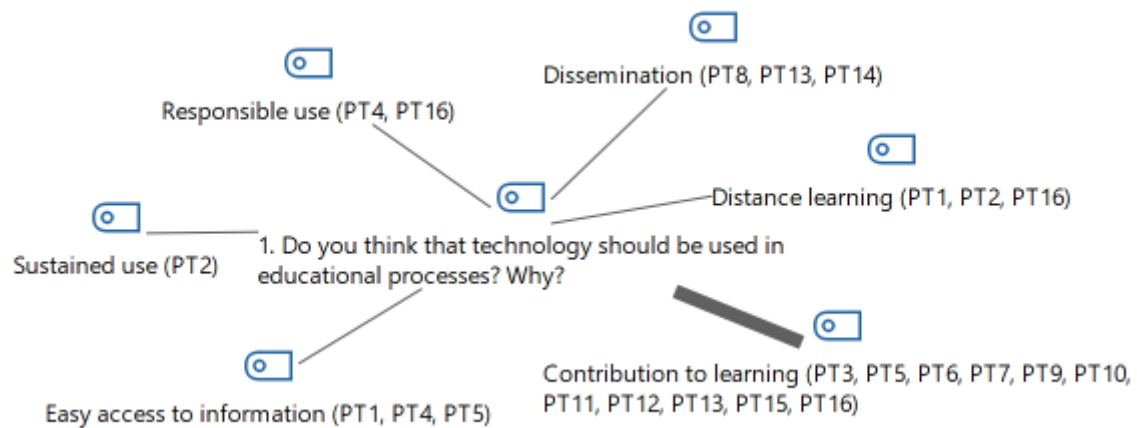 Dissemination (PT8, PT13, PT14)
Responsible use (PT4, PT16)
Distance learning (PT1, PT2, PT16)
1. Do you think that technology should be used in
educational processes? Why?
Sustained use (PT2)
Contribution to learning (PT3, PT5, PT6, PT7, PT9, PT10,
PT11, PT12, PT13, PT15, PT16)
Easy access to information (PT1, PT4, PT5)